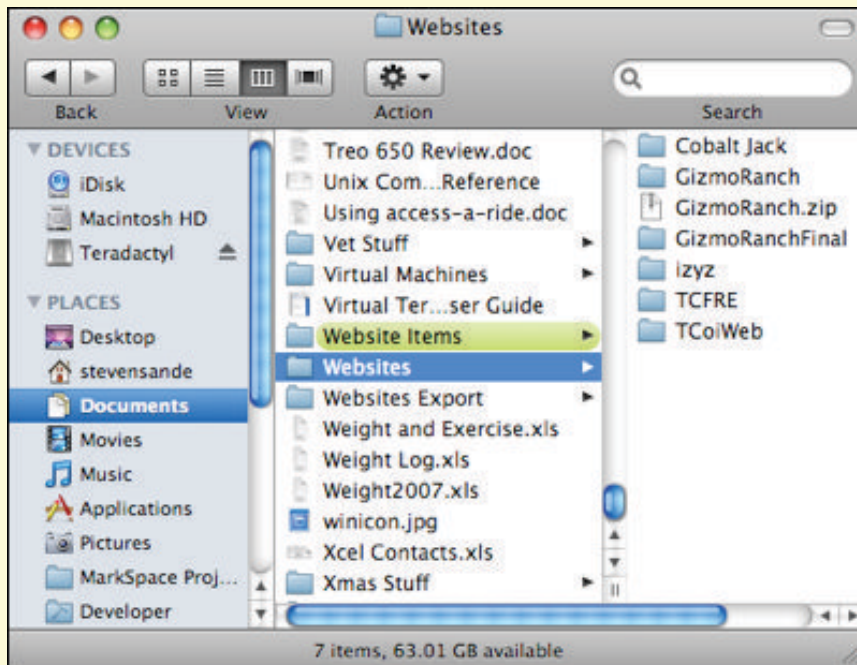 Websites
Back
View
Action
Search
DEVICES
iDisk
Macintosh HD
Teradactyl
PLACES
Desktop
stevensande
Documents
Movies
Music
Applications
Pictures
MarkSpace Proj...
Developer
Treo 650 Review.doc
Unix Com...Reference
Using access-a-ride.doc
Vet Stuff
Virtual Machines
Virtual Ter...ser Guide
Website Items
Websites
Websites Export
Weight and Exercise.xls
Weight Log.xls
Weight2007.xls
winicon.jpg
Xcel Contacts.xls
Xmas Stuff
Cobalt Jack
GizmoRanch
GizmoRanch.zip
GizmoRanchFinal
izyz
TCFRE
TCoiWeb
7 items, 63.01 GB available